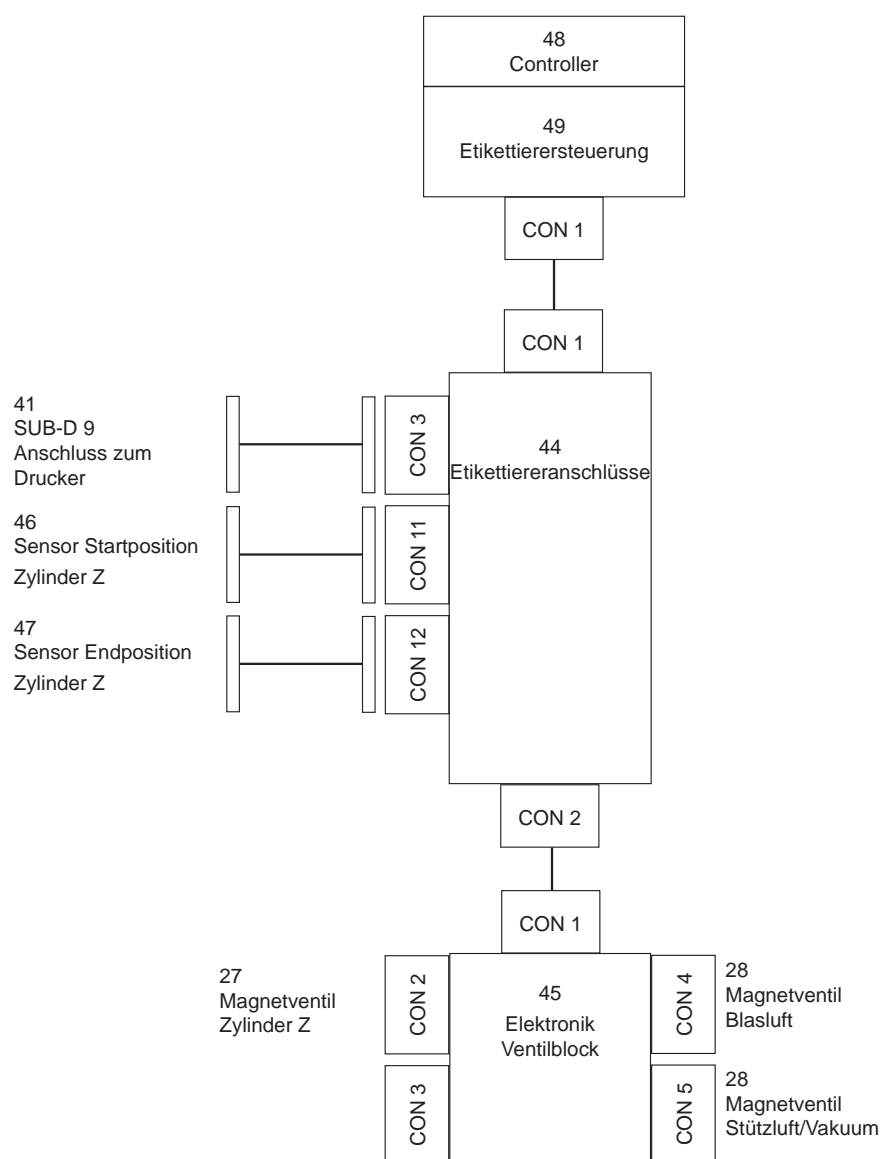 48
Controller
49
Etikettierersteuerung
CON 1
CON 1
41
SUB-D 9
Anschluss zum
Drucker
CON 3
44
Etikettiereranschlüsse
46
Sensor Startposition
Zylinder Z
CON 11
47
Sensor Endposition
Zylinder Z
CON 12
CON 2
CON 1
27
Magnetventil
Zylinder Z
CON 2
45
Elektronik
Ventilblock
CON 4
28
Magnetventil
Blasluft
CON 3
CON 5
28
Magnetventil
Stützluft/Vakuum